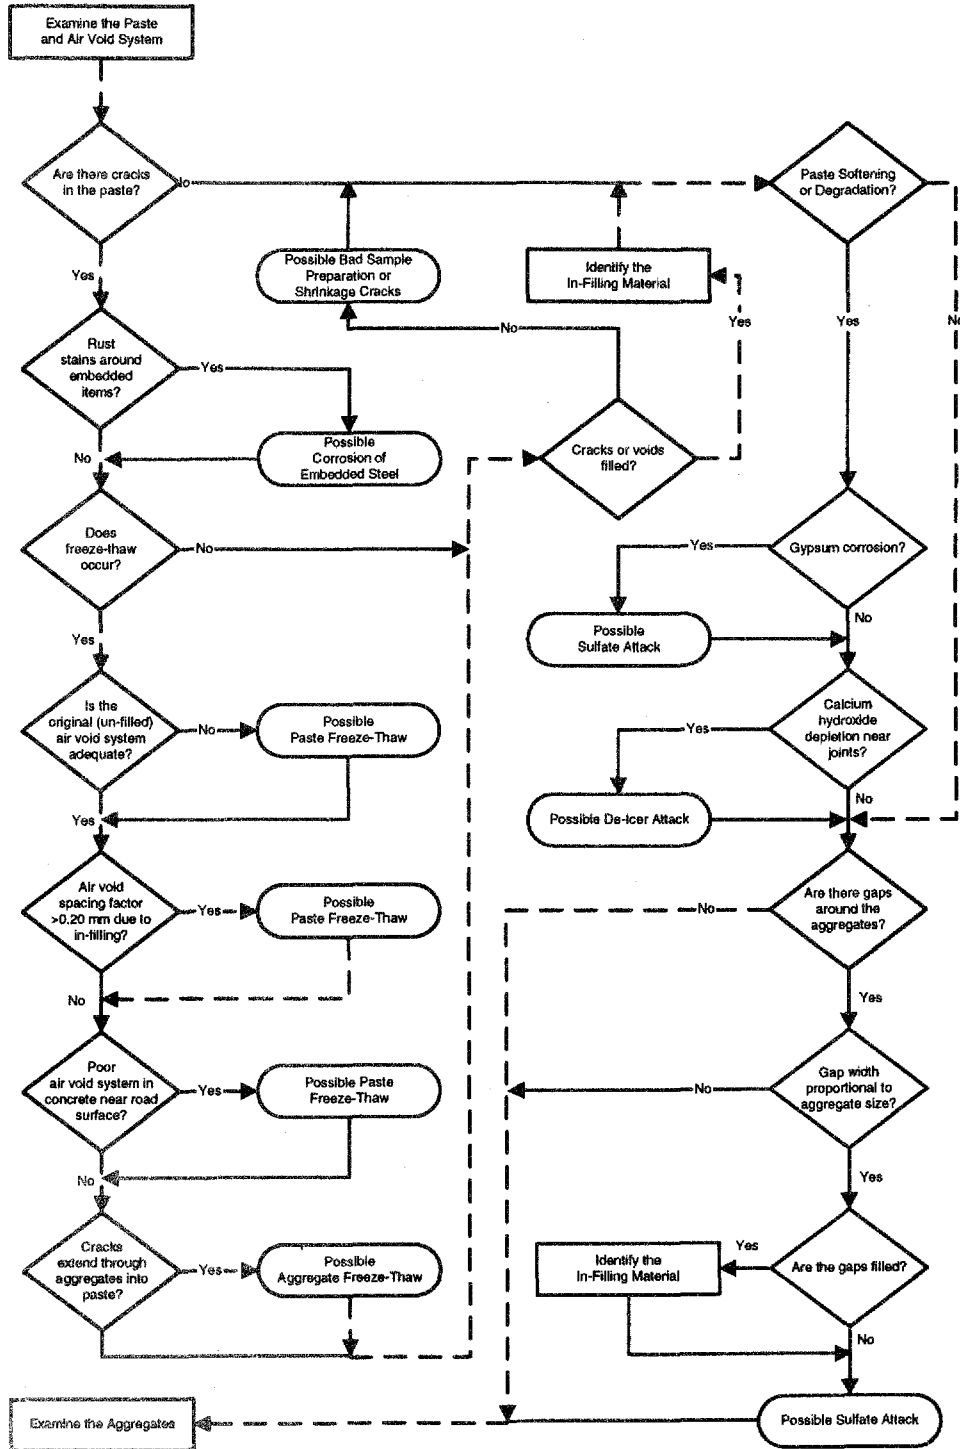 Examine the Paste
and Air Void System
Are there cracks
in the paste?
No
Paste Softening
or Degradation?
Possible Bad Sample
Preparation or
Shrinkage Cracks
Identify the
In-Filling Material
Yes
No
Yes
Yes
No
Rust
stains around
embedded
items?
Yes
No
Possible
Corrosion of
Embedded Steel
Cracks or voids
filled?
Does
freeze-thaw
occur?
No
Yes
Gypsum corrosion?
No
Possible
Sulfate Attack
Yes
Is the
original (un-filled)
air void system
adequate?
No
Possible
Paste Freeze-Thaw
Yes
Calcium
hydroxide
depletion near
joints?
No
Yes
Possible De-Icer Attack
Air void
spacing factor
>0.20 mm due to
in-filling?
Yes
Possible
Paste Freeze-Thaw
No
Are there gaps
around the
aggregates?
No
Yes
Poor
air void system in
concrete near road
surface?
Yes
Possible Paste
Freeze-Thaw
No
Gap width
proportional to
aggregate size?
No
Yes
Cracks
extend through
aggregates into
paste?
Yes
Possible
Aggregate Freeze-Thaw
Identify the
In-Filling Material
Yes
Are the gaps filled?
No
Examine the Aggregates
Possible Sulfate Attack